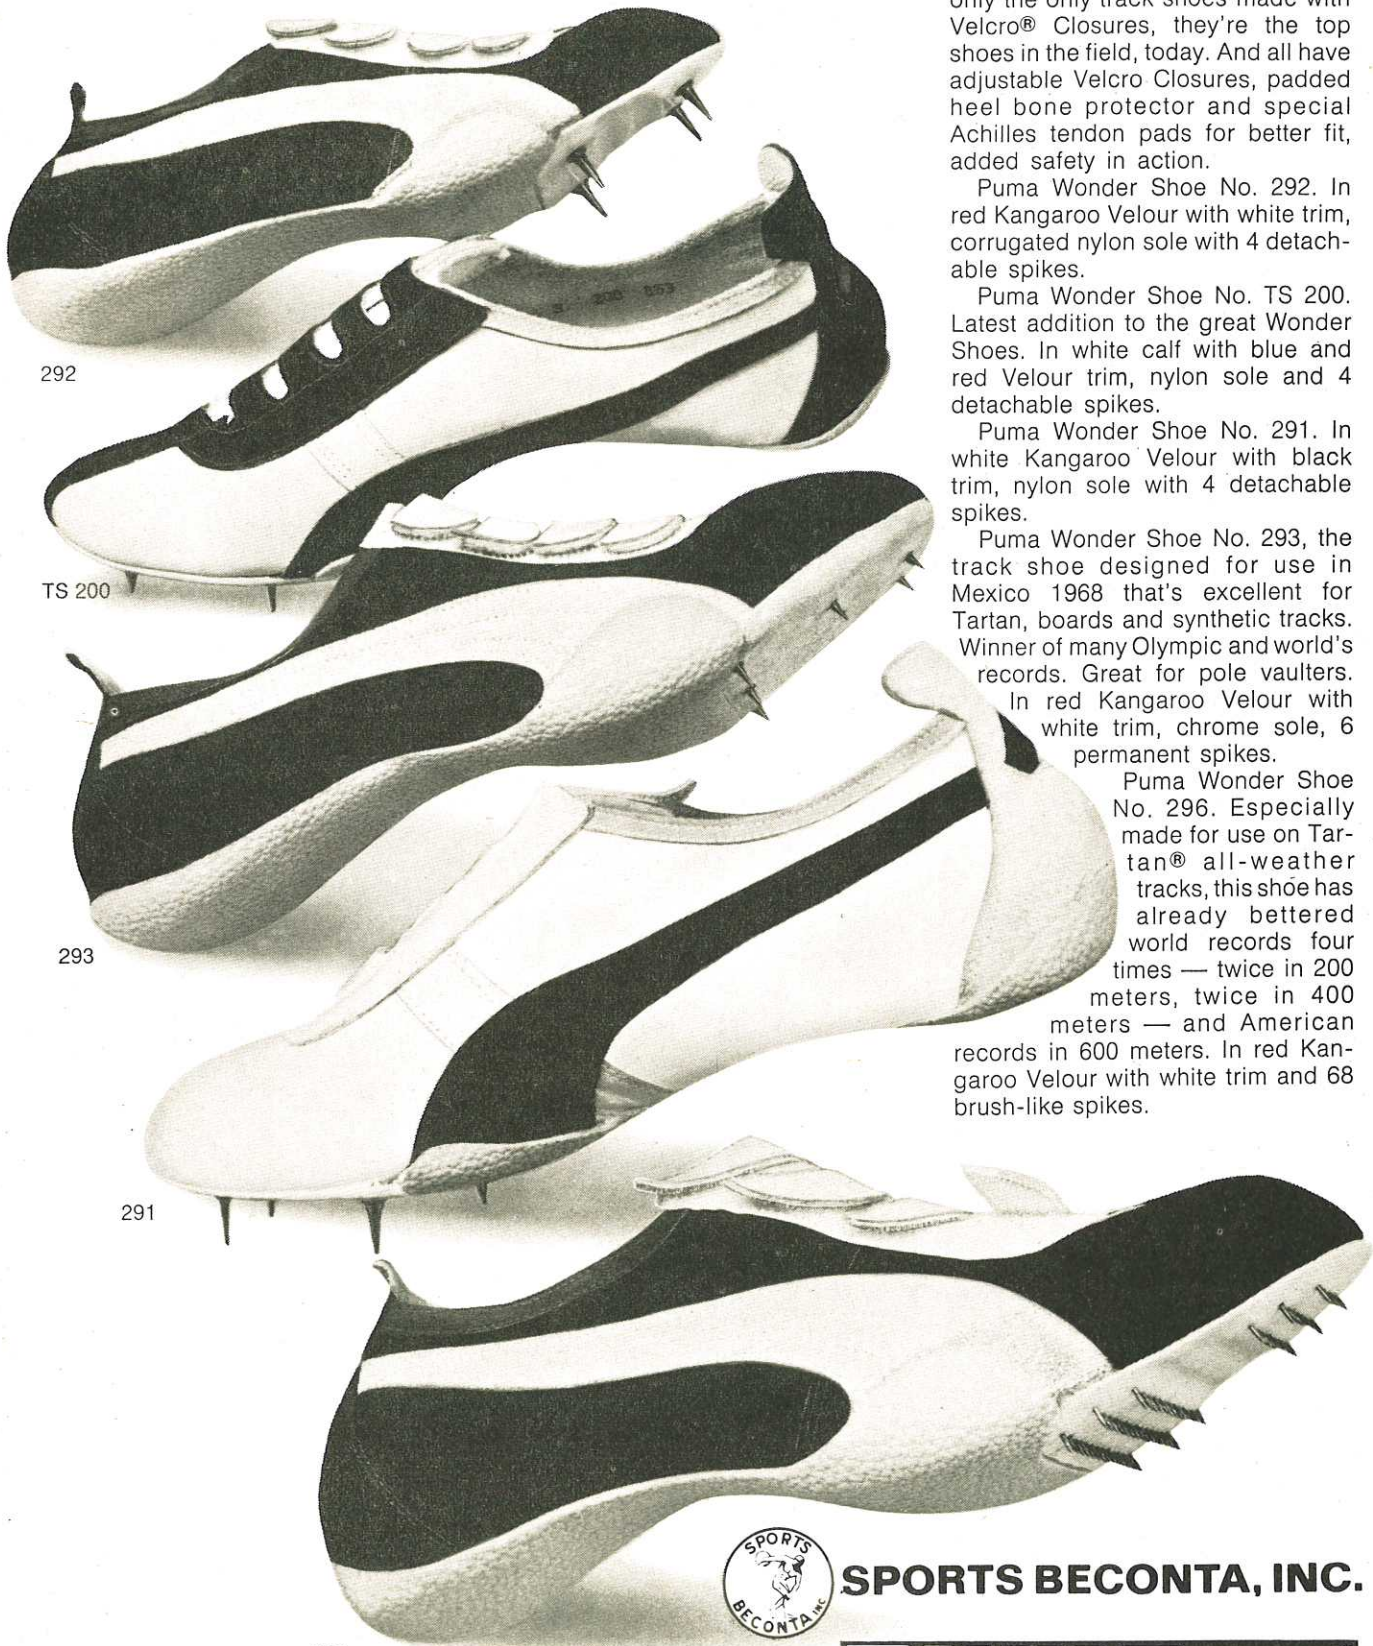 only the only track shoes made with
Velcro® Closures, they're the top
shoes in the field, today. And all have
adjustable Velcro Closures, padded
heel bone protector and special
Achilles tendon pads for better fit,
added safety in action.
Puma Wonder Shoe No. 292. In
red Kangaroo Velour with white trim,
corrugated nylon sole with 4 detach-
able spikes.
Puma Wonder Shoe No. TS 200.
Latest addition to the great Wonder
Shoes. In white calf with blue and
red Velour trim, nylon sole and 4
detachable spikes.
Puma Wonder Shoe No. 291. In
white Kangaroo Velour with black
trim, nylon sole with 4 detachable
spikes.
Puma Wonder Shoe No. 293, the
track shoe designed for use in
Mexico 1968 that's excellent for
Tartan, boards and synthetic tracks.
Winner of many Olympic and world's
records. Great for pole vaulters.
In red Kangaroo Velour with
white trim, chrome sole, 6
permanent spikes.
Puma Wonder Shoe
No. 296. Especially
made for use on Tar-
tan® all-weather
tracks, this shoe has
already bettered
world records four
times — twice in 200
meters, twice in 400
meters — and American
records in 600 meters. In red Kan-
garoo Velour with white trim and 68
brush-like spikes.
292
TS 200
293
291
SPORTS
BECONTA INC
SPORTS BECONTA, INC.